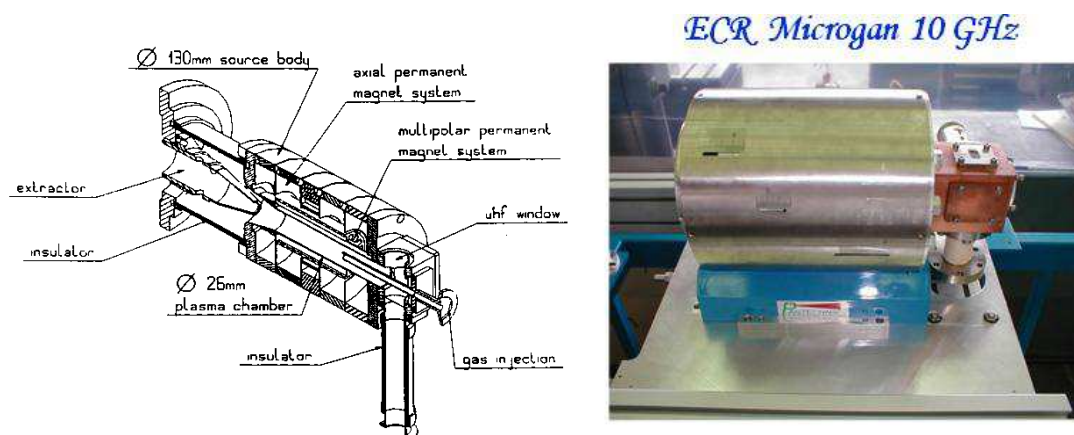 Ø 130mm source body
axial permanent
magnet system
multipolar permanent
magnet system
extractor
uhf window
insulator
Ø 26mm
plasma chamber
insulator
gas injection
ECR Microgan 10 GHz
PANTECHNIK